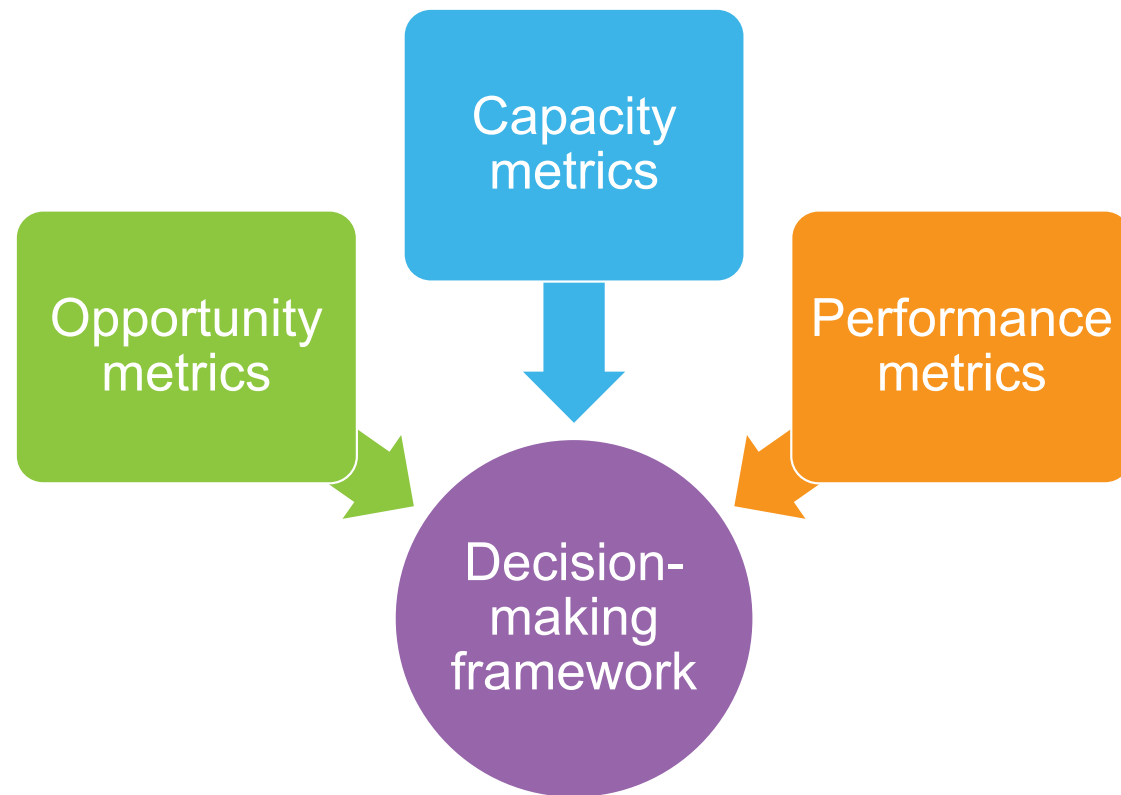 Capacity
metrics
Opportunity
metrics
Performance
metrics
Decision-
making
framework